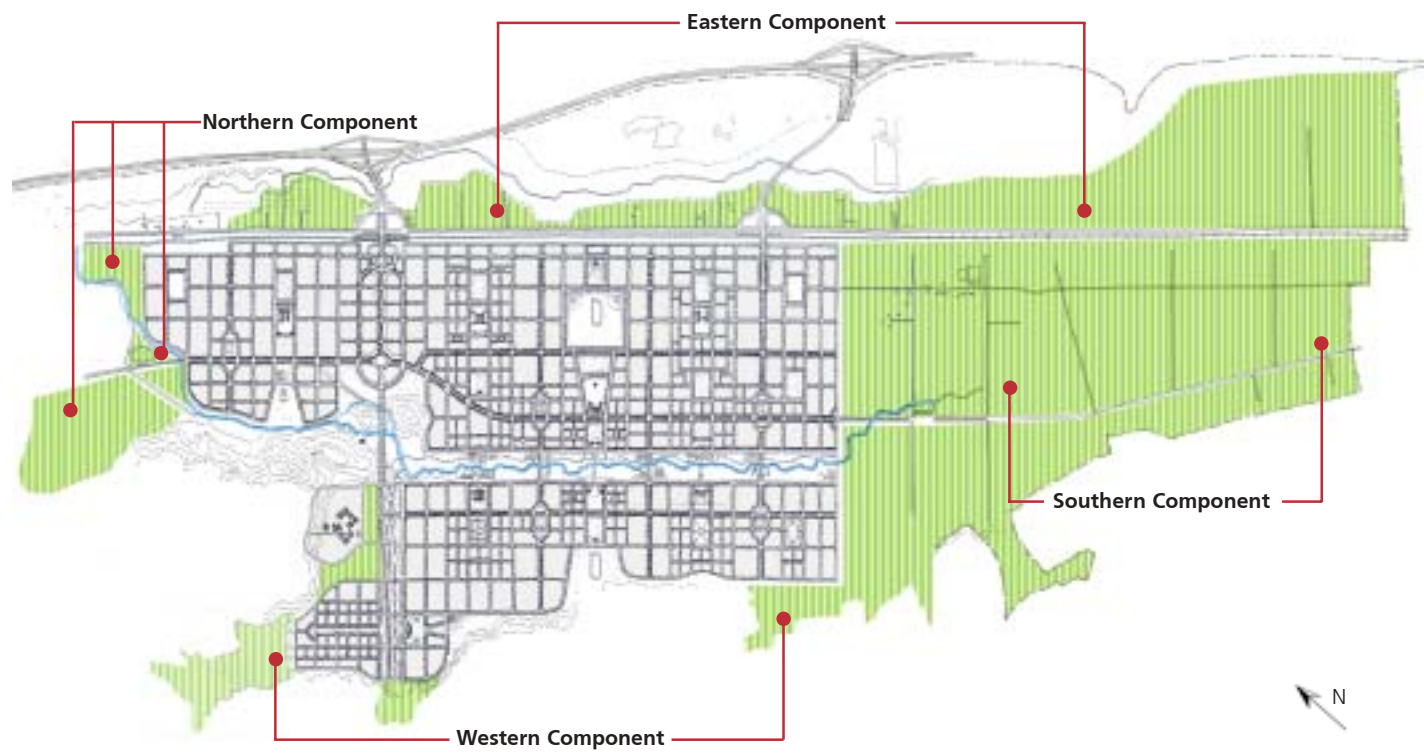 Eastern Component
Northern Component
Southern Component
N
Western Component